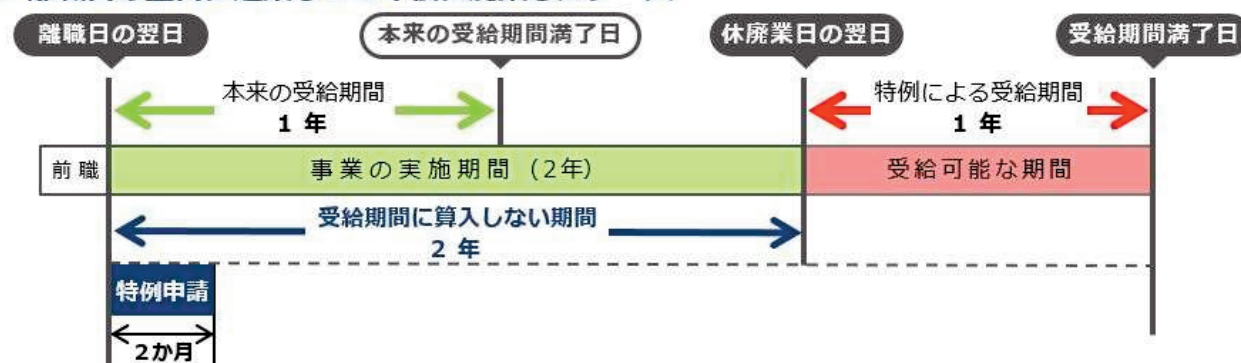 離職日の翌日
本来の受給期間満了日
休廃業日の翌日
受給期間満了日
本来の受給期間
1 年
特例による受給期間
1 年
前職
事業の実施期間（2年）
受給可能な期間
受給期間に算入しない期間
2 年
特例申請
2か月